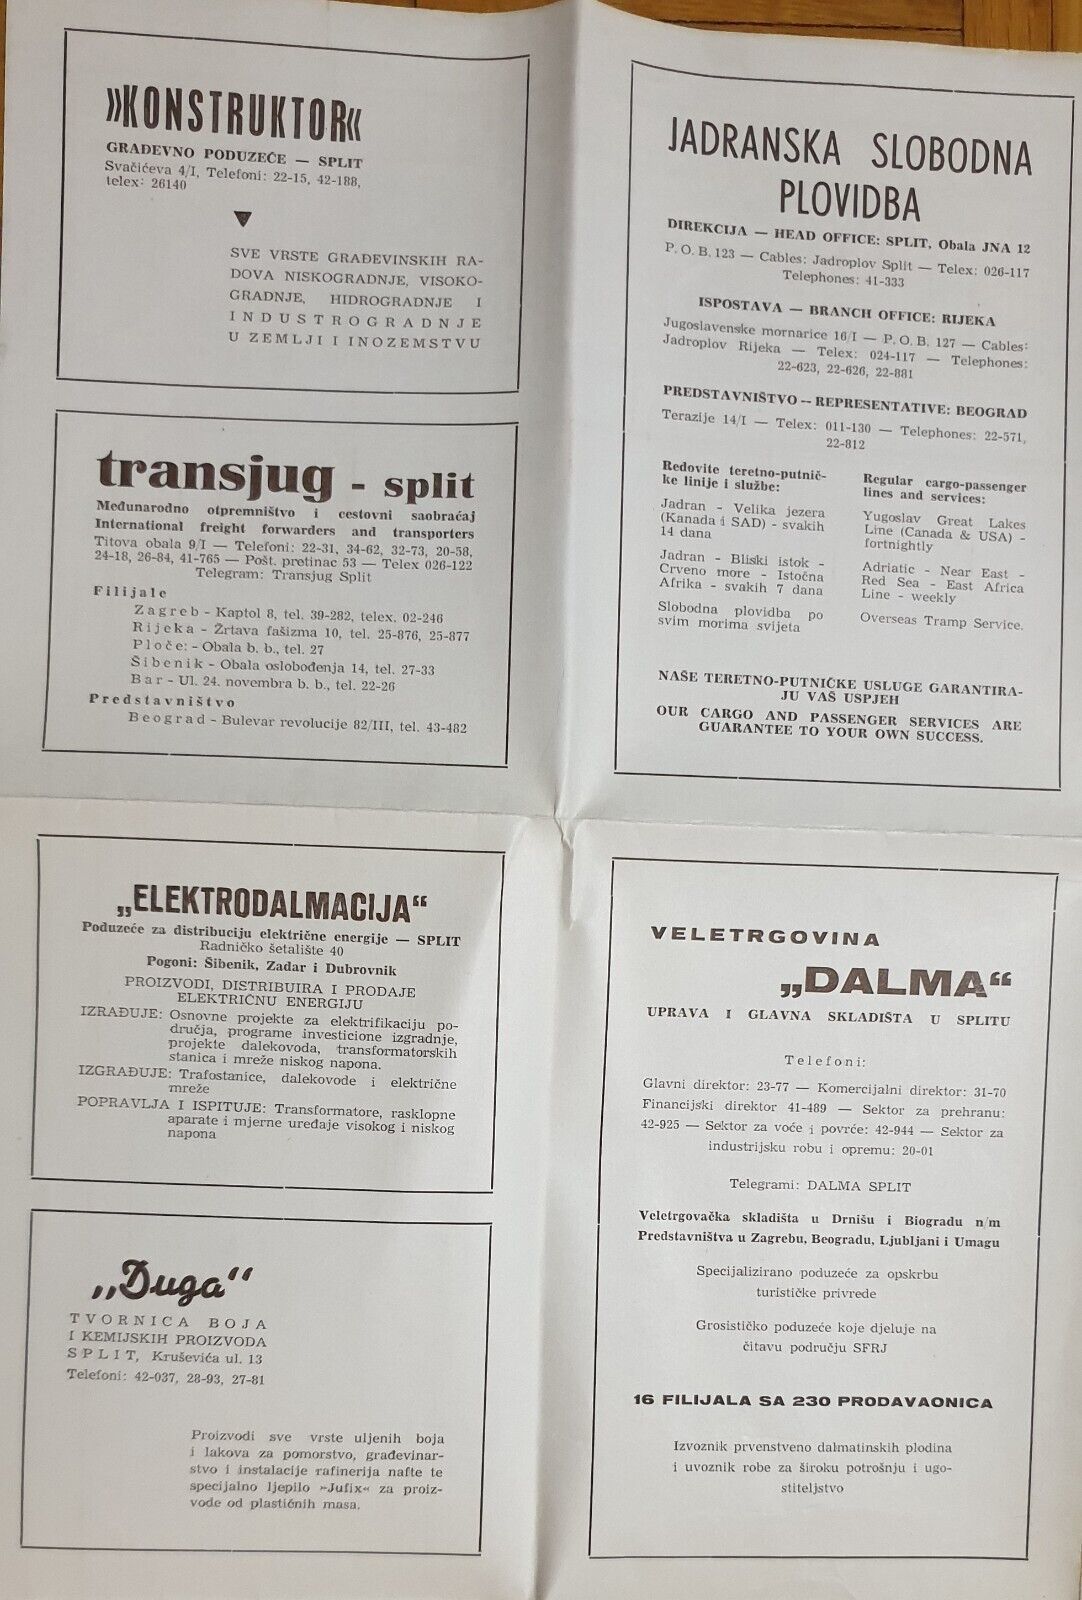 »KONSTRUKTOR«
GRAĐEVNO PODUZEĆE — SPLIT
Svačićeva 4/I, Telefoni: 22-15, 42-188,
telex: 26140
SVE VRSTE GRAĐEVINSKIH RA-
DOVA NISKOGRADNJE, VISOKO-
GRADNJE, HIDROGRADNJE I
INDUSTROGRADNJE
U ZEMLJI I INOZEMSTVU
transjug - split
Međunarodno otpremništvo i cestovni saobraćaj
International freight forwarders and transporters
Titova obala 9/I — Telefoni: 22-31, 34-62, 32-73, 20-58,
24-18, 26-84, 41-765 — Pošt. pretinac 53 — Telex 026-122
Telegram: Transjug Split
Filijale
Zagreb - Kaptol 8, tel. 39-282, telex. 02-246
Rijeka - Žrtava fašizma 10, tel. 25-876, 25-877
Ploče: - Obala b. b., tel. 27
Šibenik - Obala oslobođenja 14, tel. 27-33
Bar - Ul. 24. novembra b. b., tel. 22-26
Predstavništvo
Beograd - Bulevar revolucije 82/III, tel. 43-482
JADRANSKA SLOBODNA
PLOVIDBA
DIREKCIJA — HEAD OFFICE: SPLIT, Obala JNA 12
P. O. B. 123 — Cables: Jadroplov Split — Telex: 026-117
Telephones: 41-333
ISPOSTAVA — BRANCH OFFICE: RIJEKA
Jugoslavenske mornarice 16/I — P. O. B. 127 — Cables:
Jadroplov Rijeka — Telex: 024-117 — Telephones:
22-623, 22-626, 22-881
PREDSTAVNIŠTVO -- REPRESENTATIVE: BEOGRAD
Terazije 14/I — Telex: 011-130 — Telephones: 22-571,
22-812
Redovite teretno-putnič-
ke linije i službe:
Jadran - Velika jezera
(Kanada i SAD) - svakih
14 dana
Jadran - Bliski istok -
Crveno more - Istočna
Afrika - svakih 7 dana
Slobodna plovidba po
svim morima svijeta
Regular cargo-passenger
lines and services:
Yugoslav Great Lakes
Line (Canada & USA) -
fortnightly
Adriatic - Near East -
Red Sea - East Africa
Line - weekly
Overseas Tramp Service.
NAŠE TERETNO-PUTNIČKE USLUGE GARANTIRA-
JU VAŠ USPJEH
OUR CARGO AND PASSENGER SERVICES ARE
GUARANTEE TO YOUR OWN SUCCESS.
„ELEKTRODALMACIJA“
Poduzeće za distribuciju električne energije — SPLIT
Radničko šetalište 40
Pogoni: Šibenik, Zadar i Dubrovnik
PROIZVODI, DISTRIBUIRA I PRODAJE
ELEKTRIČNU ENERGIJU
IZRAĐUJE: Osnovne projekte za elektrifikaciju po-
dručja, programe investicione izgradnje,
projekte dalekovoda, transformatorskih
stanica i mreže niskog napona.
IZGRAĐUJE: Trafostanice, dalekovode i električne
mreže
POPRAVLJA I ISPITUJE: Transformatore, rasklopne
aparate i mjerne uređaje visokog i niskog
napona
„Duga“
TVORNICA BOJA
I KEMIJSKIH PROIZVODA
SPLIT, Kruševića ul. 13
Telefoni: 42-037, 28-93, 27-81
Proizvodi sve vrste uljenih boja
i lakova za pomorstvo, građevinar-
stvo i instalacije rafinerija nafte te
specijalno ljepilo »Jufix« za proiz-
vode od plastičnih masa.
VELETRGOVINA
„DALMA“
UPRAVA I GLAVNA SKLADIŠTA U SPLITU
Telefoni:
Glavni direktor: 23-77 — Komercijalni direktor: 31-70
Financijski direktor 41-489 — Sektor za prehranu:
42-925 — Sektor za voće i povrće: 42-944 — Sektor za
industrijsku robu i opremu: 20-01
Telegrami: DALMA SPLIT
Veletrgovačka skladišta u Drnišu i Biogradu n/m
Predstavništva u Zagrebu, Beogradu, Ljubljani i Umagu
Specijalizirano poduzeće za opskrbu
turističke privrede
Grosističko poduzeće koje djeluje na
čitavu području SFRJ
16 FILIJALA SA 230 PRODAVAONICA
Izvoznik prvenstveno dalmatinskih plodina
i uvoznik robe za široku potrošnju i ugo-
stiteljstvo